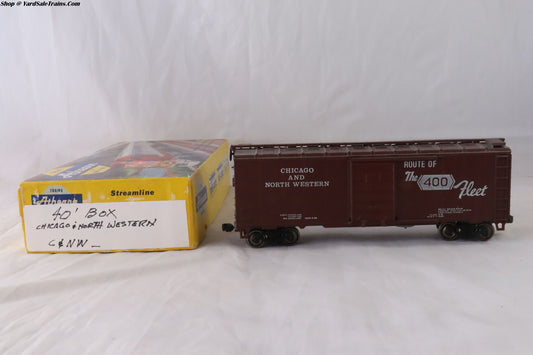 Shop @ YardSaleTrains.Com
TRAINS
Athearn
Streamline
40' BOX
CHICAGO & NORTH WESTERN
C&NW
CHICAGO
AND
NORTH WESTERN
ROUTE OF
The 400 Fleet